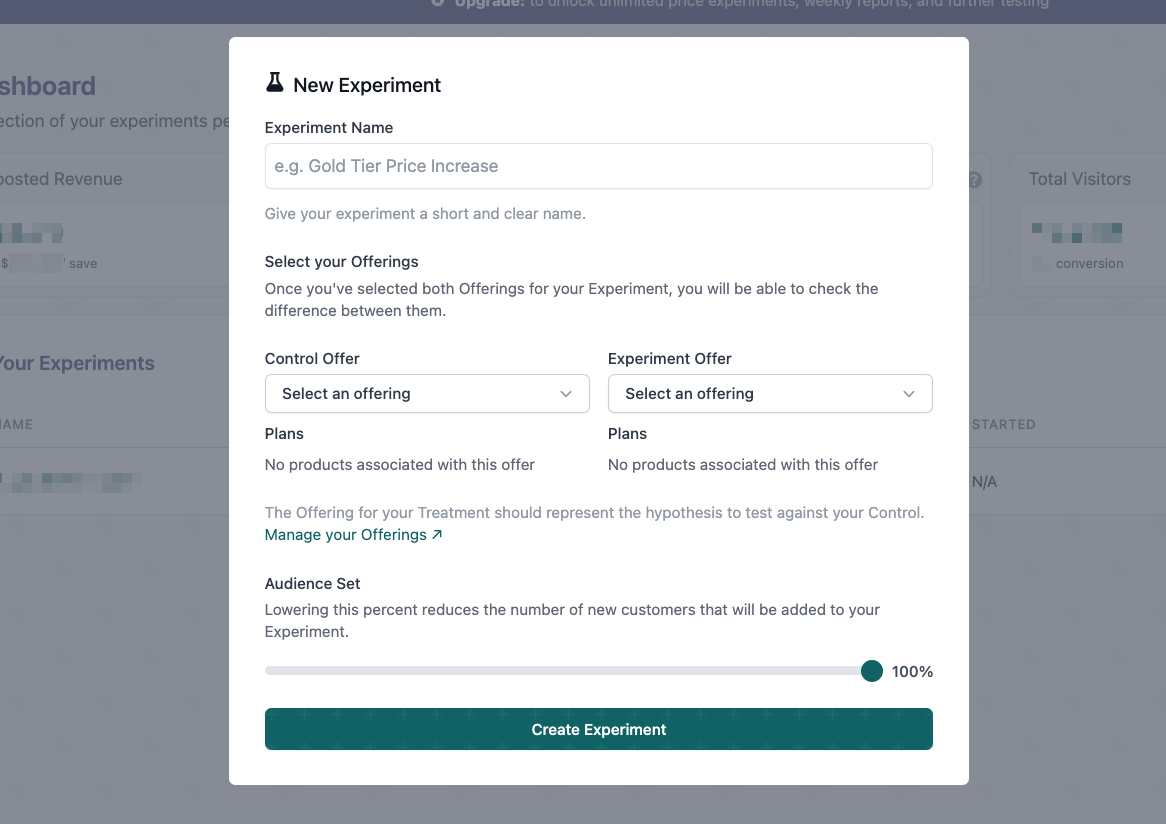 Upgrade: to unlock unlimited price experiments, weekly reports, and further testing
shboard
ection of your experiments pe
oosted Revenue
$ save
Your Experiments
NAME
New Experiment
Experiment Name
e.g. Gold Tier Price Increase
Give your experiment a short and clear name.
Select your Offerings
Once you've selected both Offerings for your Experiment, you will be able to check the
difference between them.
Control Offer
Select an offering
Plans
No products associated with this offer
Experiment Offer
Select an offering
Plans
No products associated with this offer
The Offering for your Treatment should represent the hypothesis to test against your Control.
Manage your Offerings ↗
Audience Set
Lowering this percent reduces the number of new customers that will be added to your
Experiment.
100%
Create Experiment
Total Visitors
conversion
STARTED
N/A